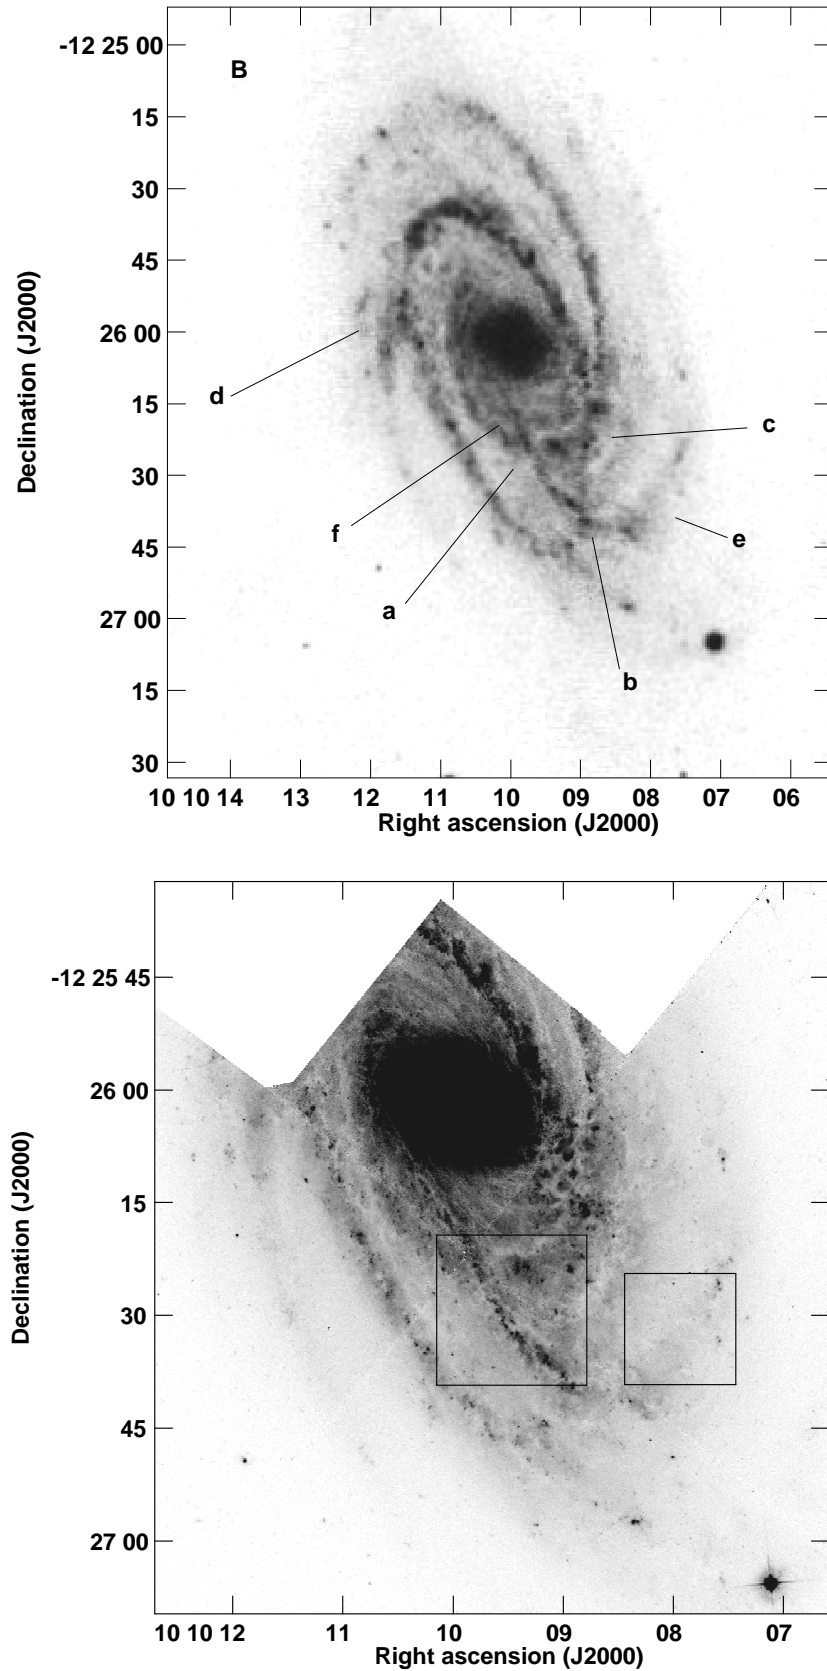 -12 25 00
B
15
30
45
Declination (J2000)
26 00
d
15
c
30
f
e
45
a
27 00
b
15
30
10 10 14 13 12 11 10 09 08 07 06
Right ascension (J2000)
-12 25 45
26 00
15
Declination (J2000)
30
45
27 00
10 10 12 11 10 09 08 07
Right ascension (J2000)